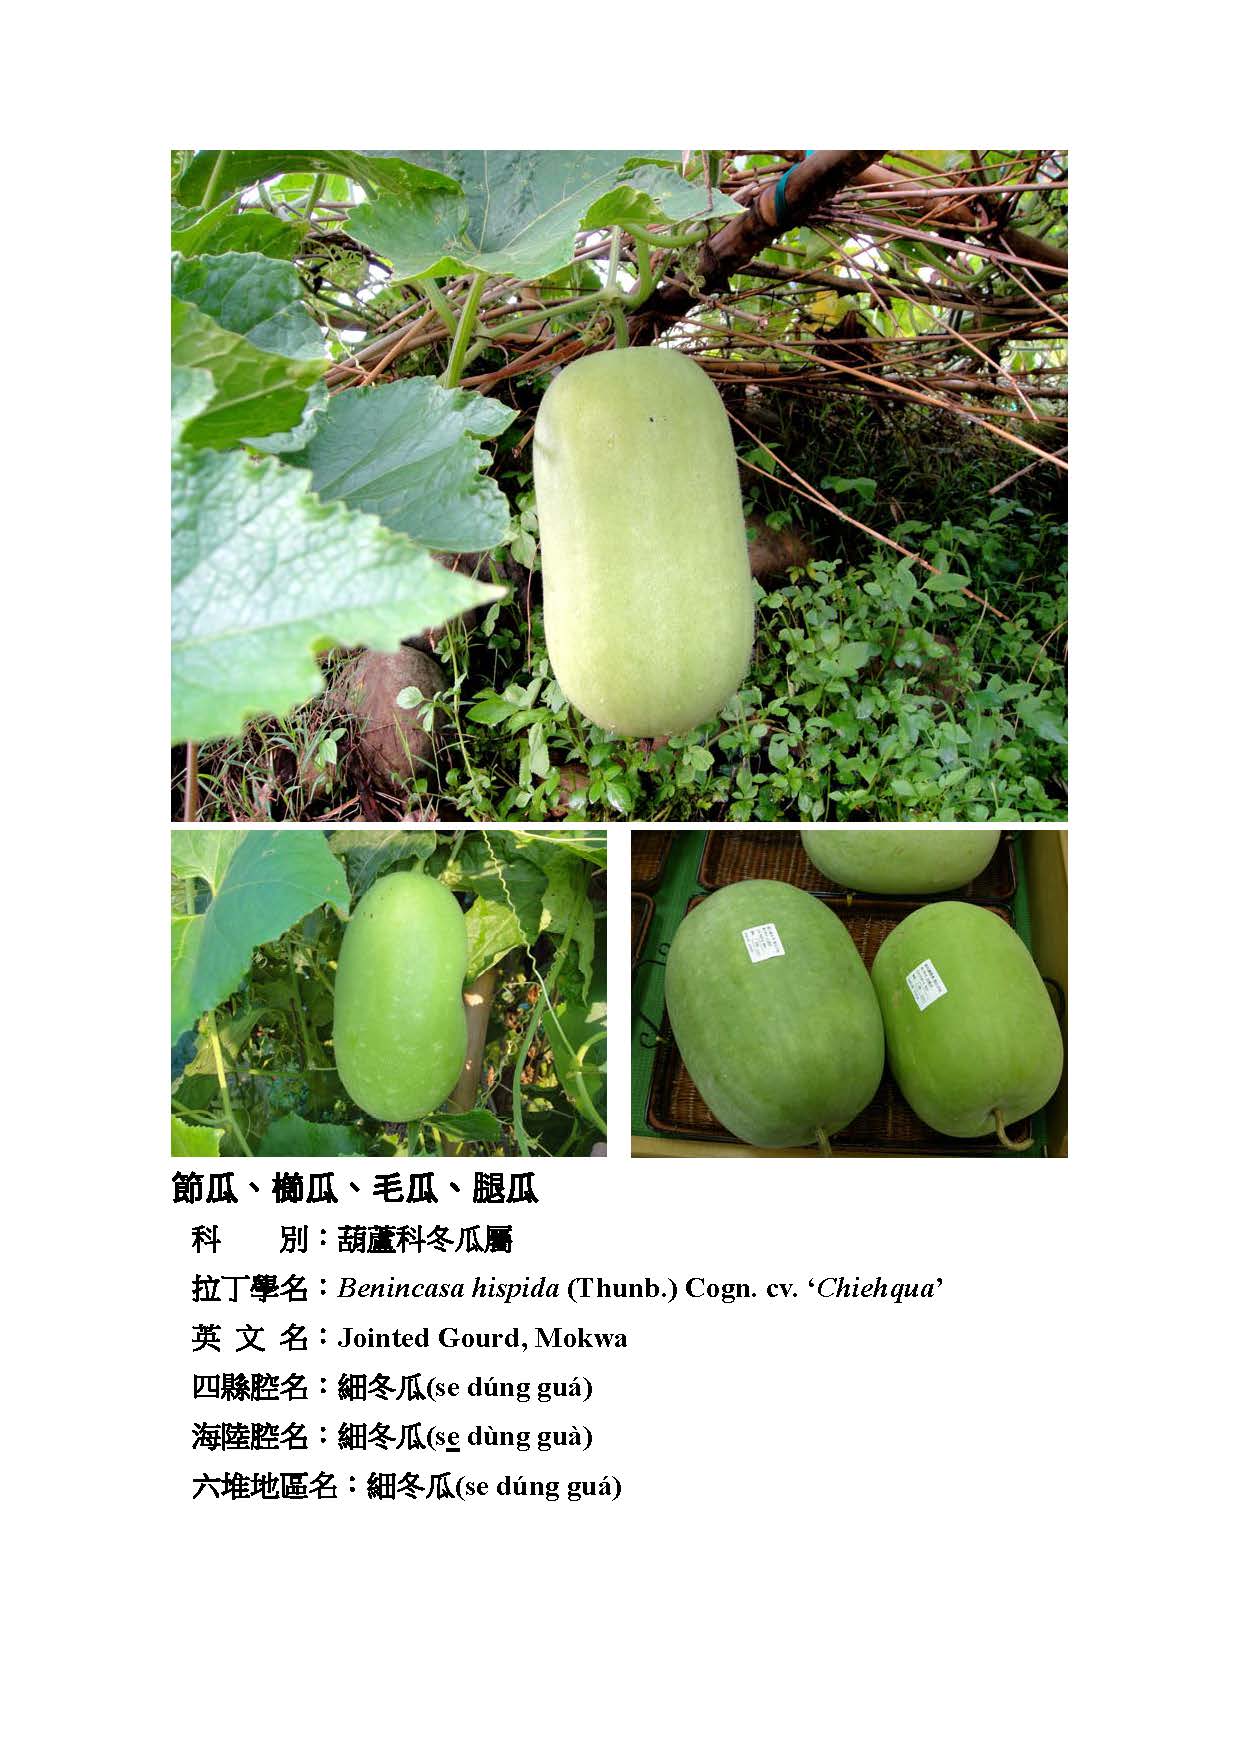 節瓜、櫛瓜、毛瓜、腿瓜
科　　別：葫蘆科冬瓜屬
拉丁學名：Benincasa hispida (Thunb.) Cogn. cv. ‘Chiehqua’
英 文 名：Jointed Gourd, Mokwa
四縣腔名：細冬瓜(se dúng guá)
海陸腔名：細冬瓜(se dùng guà)
六堆地區名：細冬瓜(se dúng guá)